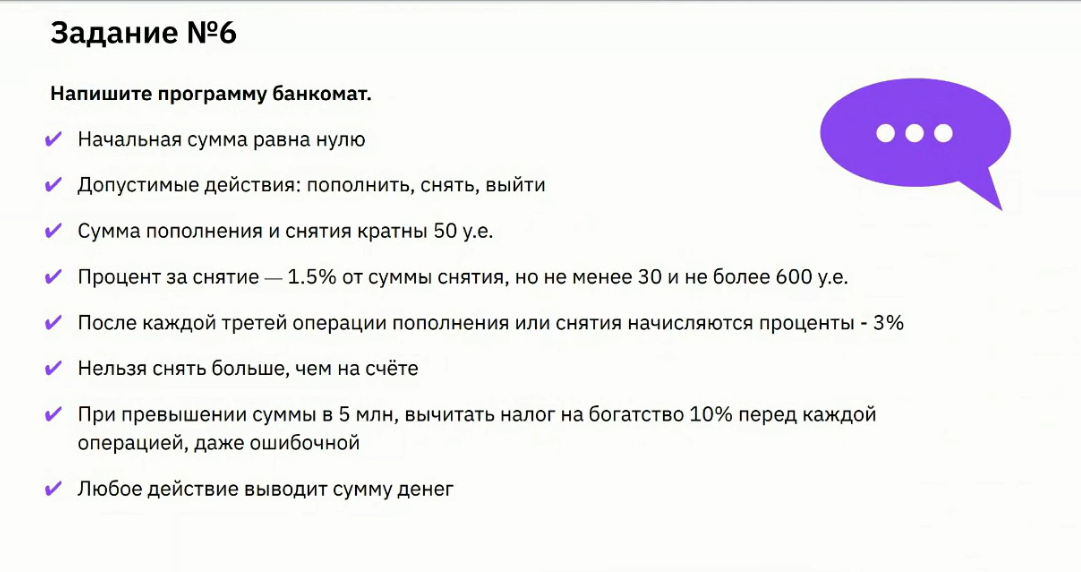 Задание №6
Напишите программу банкомат.
Начальная сумма равна нулю
Допустимые действия: пополнить, снять, выйти
Сумма пополнения и снятия кратны 50 у.е.
Процент за снятие — 1.5% от суммы снятия, но не менее 30 и не более 600 у.е.
После каждой третей операции пополнения или снятия начисляются проценты - 3%
Нельзя снять больше, чем на счёте
При превышении суммы в 5 млн, вычитать налог на богатство 10% перед каждой
операцией, даже ошибочной
Любое действие выводит сумму денег